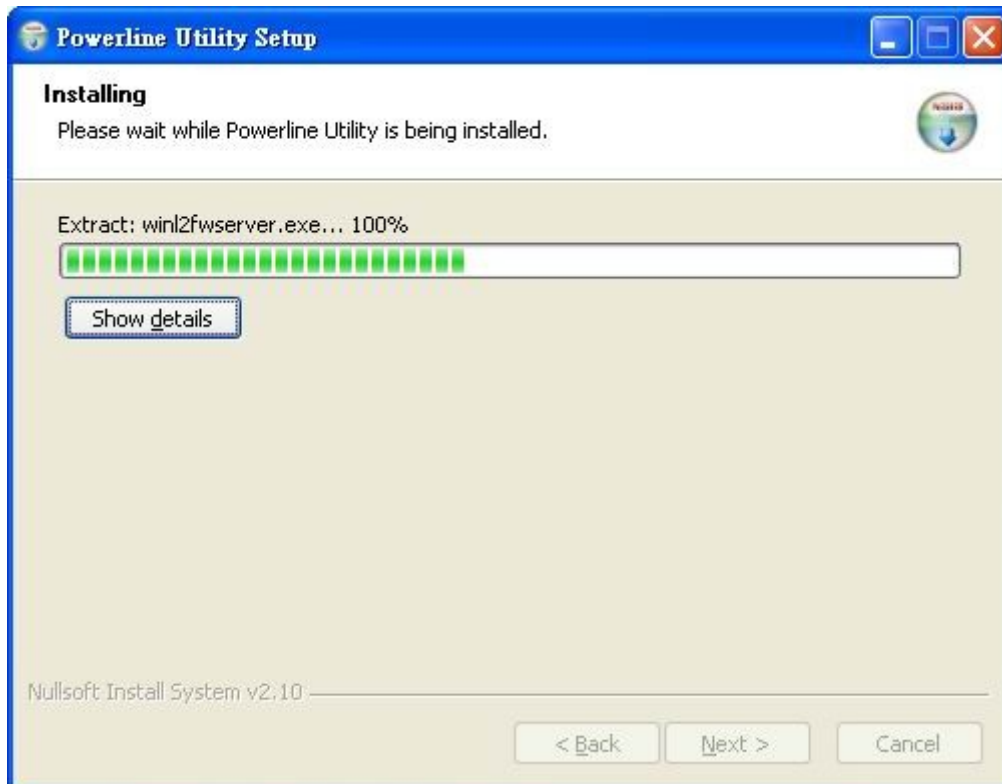 Powerline Utility Setup
Installing
Please wait while Powerline Utility is being installed.
Extract: winl2fwserver.exe... 100%
Show details
Nullsoft Install System v2.10
< Back
Next >
Cancel